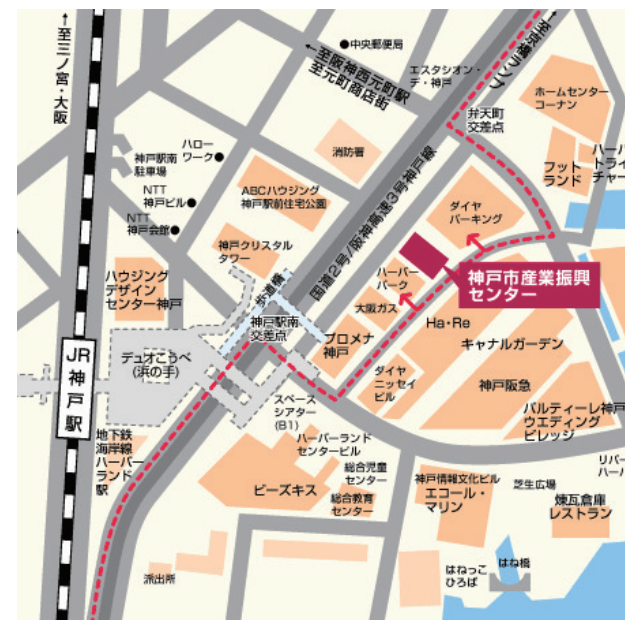 ←至三ノ宮・大阪
●中央郵便局
←至阪神西元町駅
至元町商店街
エスタシオン・
デ・神戸
←至京橋ランプ
ホームセンター
コーナン
弁天町
交差点
ハロー
ワーク●
神戸駅南
駐車場
消防署
フット
ランド
ハーバ
トライ
チャー
NTT
神戸ビル●
ABCハウジング
神戸駅前住宅公園
国道2号/阪神高速3号神戸線
ダイヤ
パーキング
NTT
神戸会館●
神戸クリスタル
タワー
ハウジング
デザイン
センター神戸
歩道橋
ハーバー
パーク
神戸市産業振興
センター
大阪ガス
神戸駅南
交差点
プロメナ
神戸
Ha・Re
キャナルガーデン
JR
神戸駅
デュオこうべ
(浜の手)
ダイヤ
ニッセイ
ビル
神戸阪急
スペース
シアター
(B1)
パルティーレ神戸
ウエディング
ビレッジ
地下鉄
海岸線
ハーバー
ランド
駅
ハーバーランド
センタービル
総合児童
センター
リバー
ハーバ
ビーズキス
総合教育
センター
神戸情報文化ビル
エコール・
マリン
芝生広場
煉瓦倉庫
レストラン
派出所
はねっこ
ひろば
はね橋